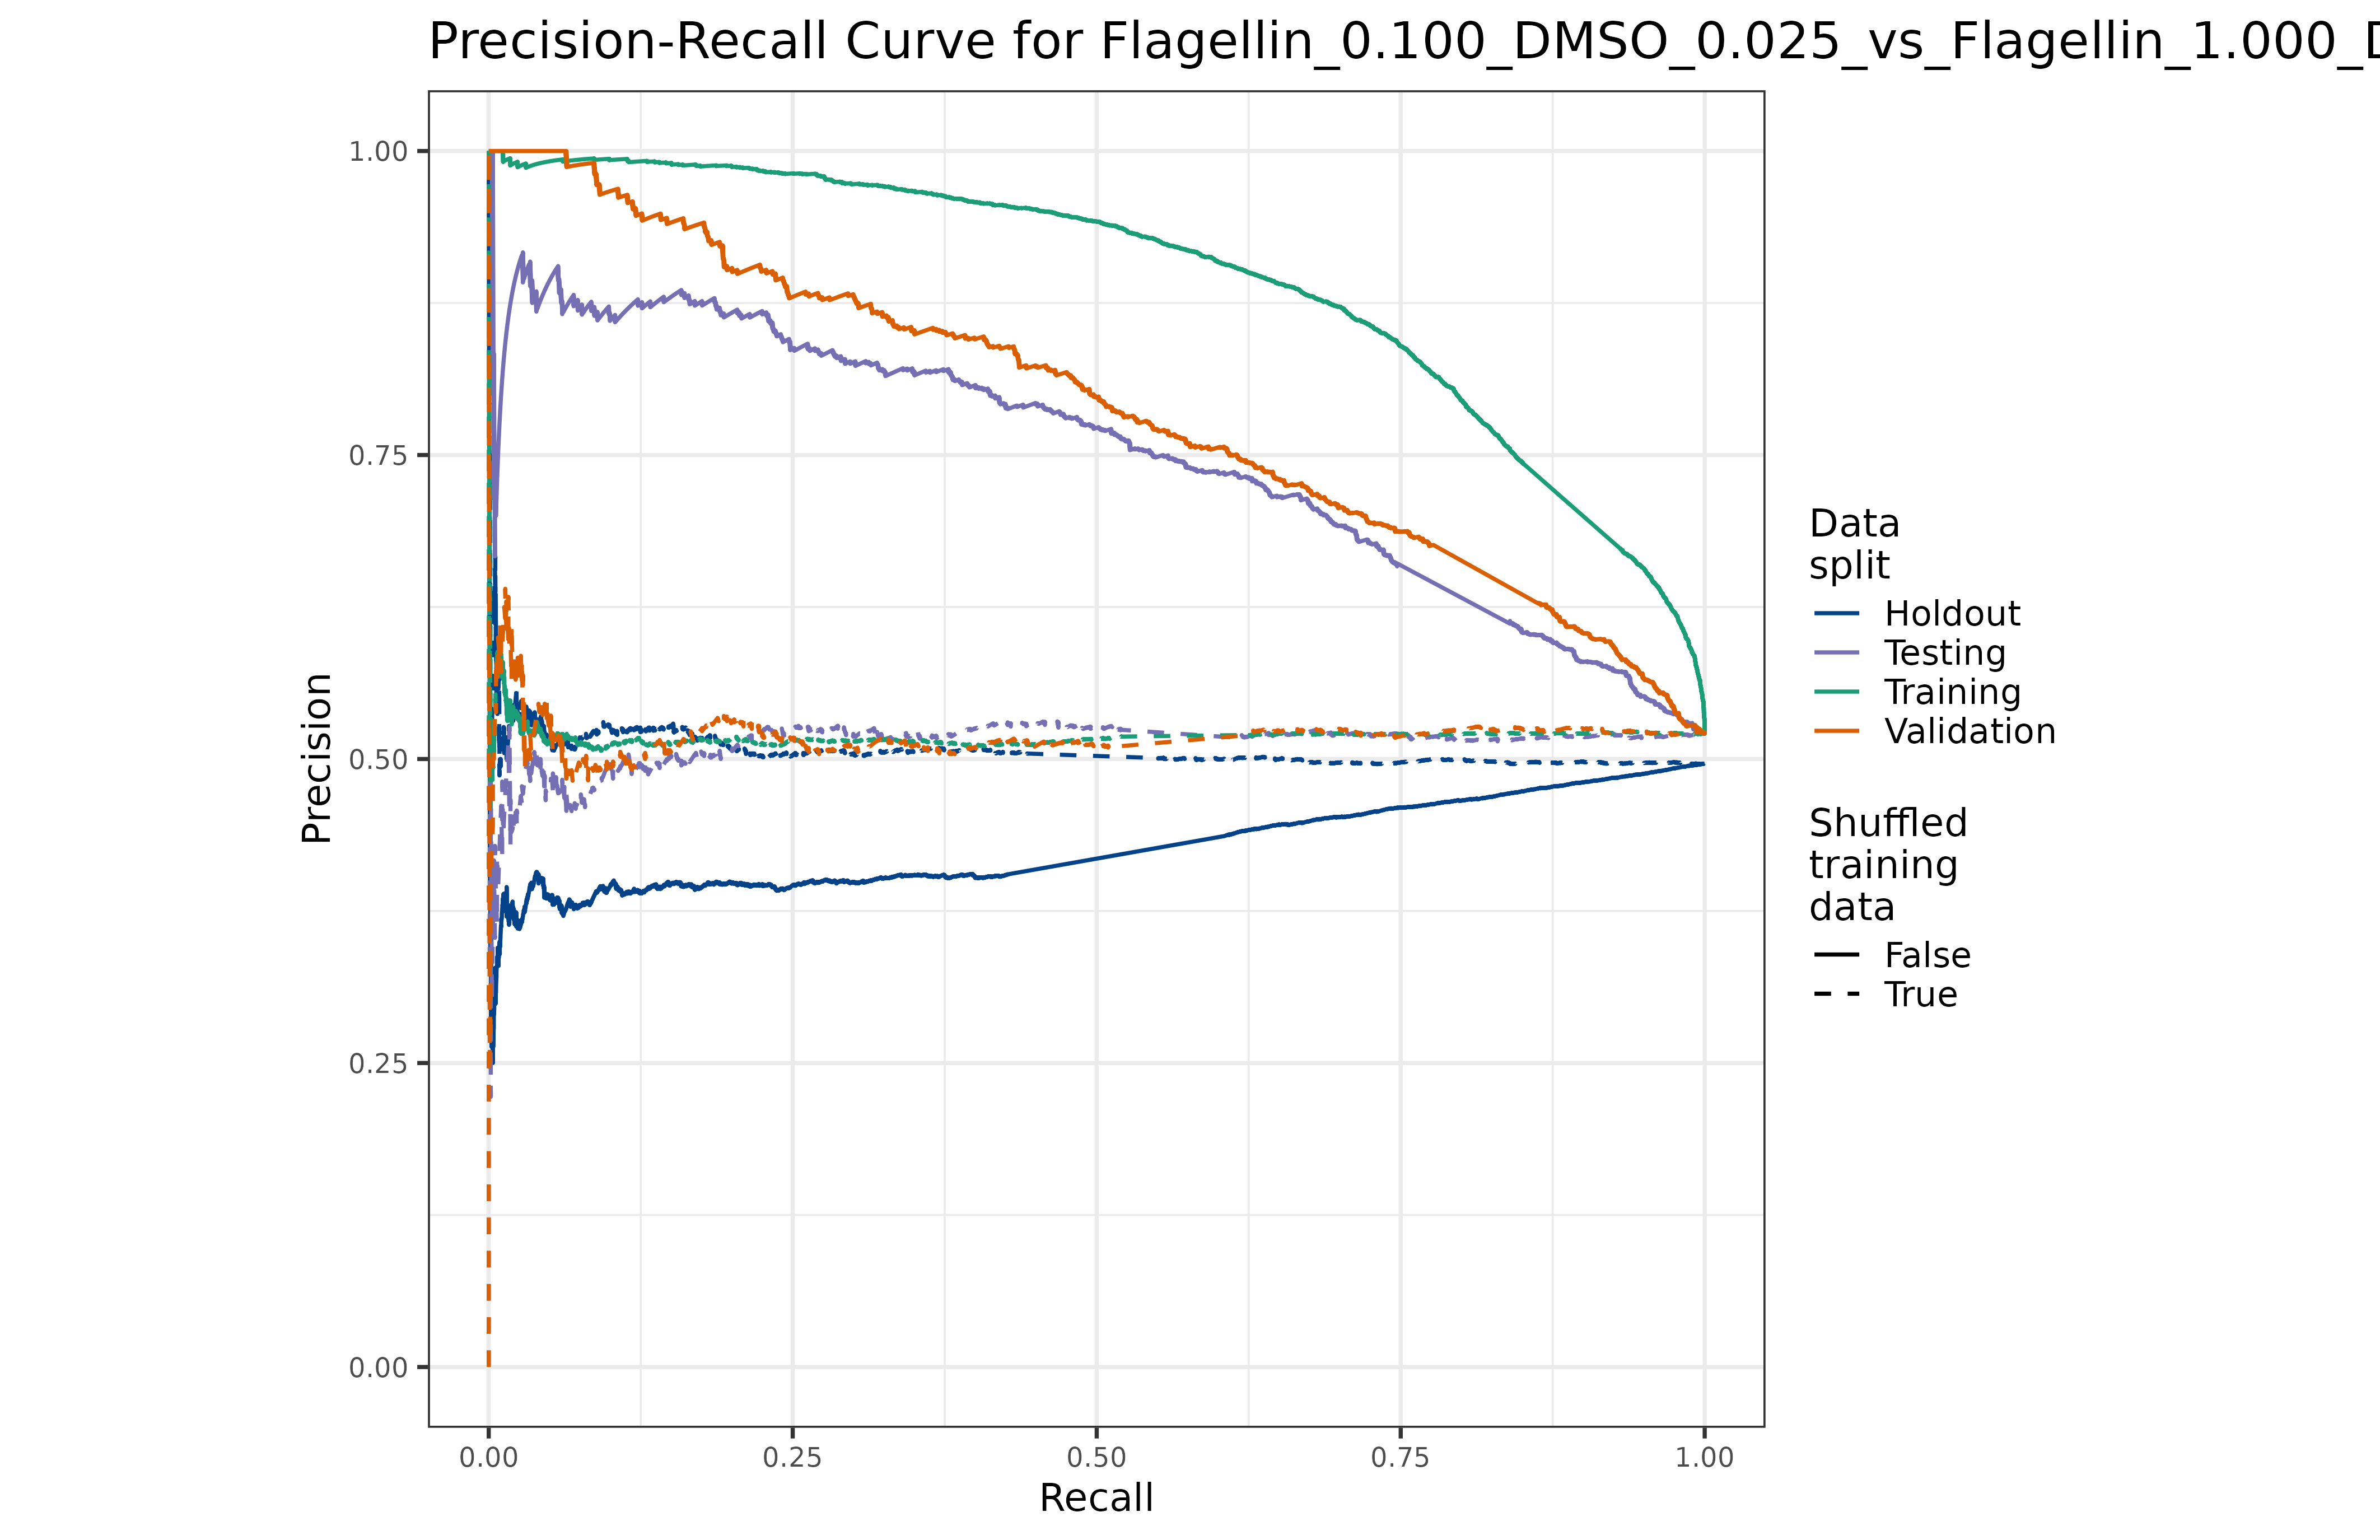 Precision-Recall Curve for Flagellin_0.100_DMSO_0.025_vs_Flagellin_1.000_D
1.00
0.75
0.50
0.25
0.00
Precision
0.00 0.25 0.50 0.75 1.00
Recall
Data
split
Holdout
Testing
Training
Validation
Shuffled
training
data
False
True